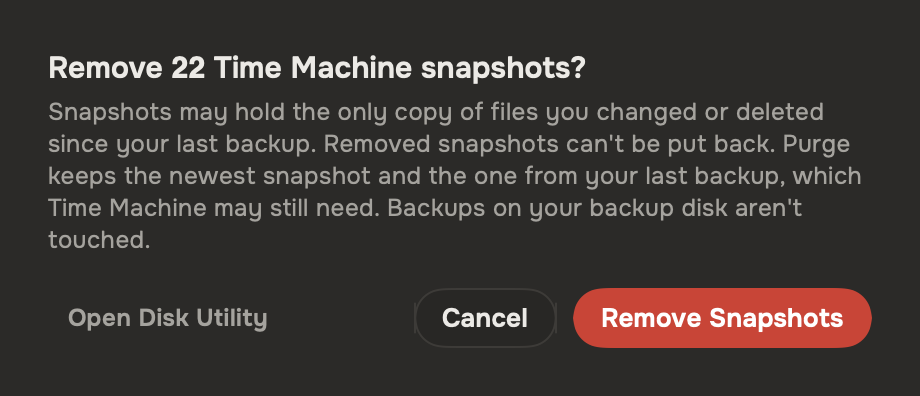 Remove 22 Time Machine snapshots?
Snapshots may hold the only copy of files you changed or deleted
since your last backup. Removed snapshots can't be put back. Purge
keeps the newest snapshot and the one from your last backup, which
Time Machine may still need. Backups on your backup disk aren't
touched.
Open Disk Utility
Cancel
Remove Snapshots